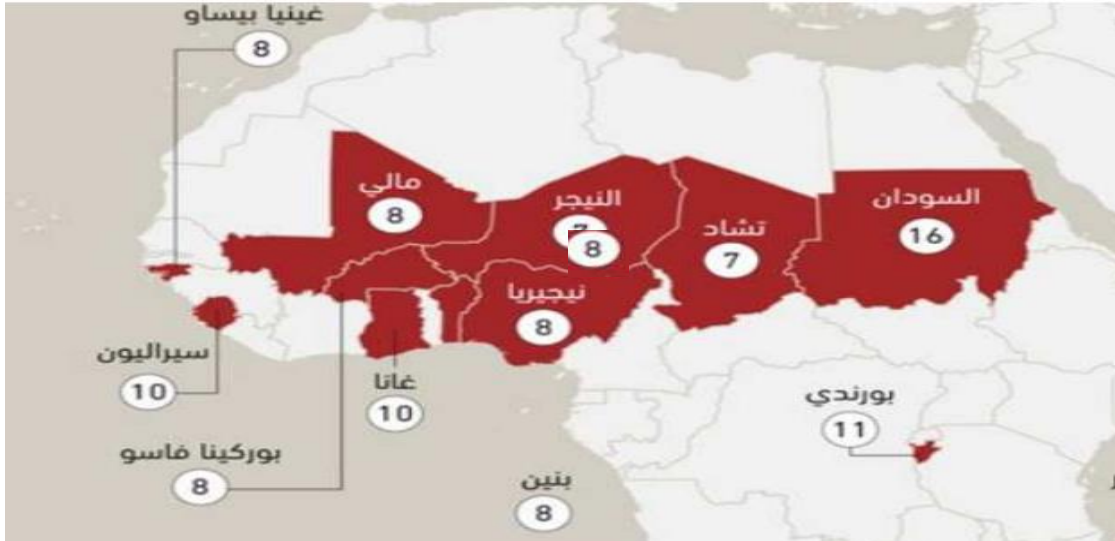 غينيا بيساو
8
مالي
8
النيجر
8
تشاد
7
السودان
16
نيجيريا
8
سيراليون
10
غانا
10
بوركينا فاسو
8
بنين
8
بورندي
11
ر